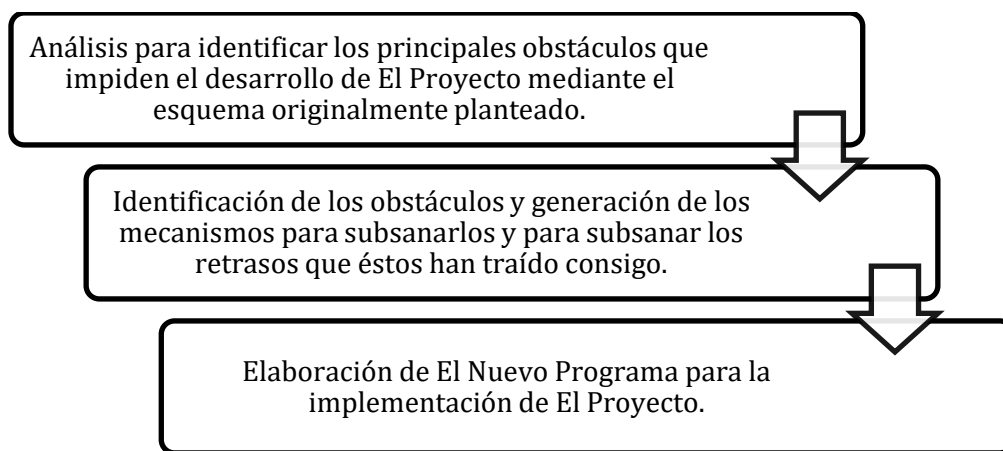 Análisis para identificar los principales obstáculos que
impiden el desarrollo de El Proyecto mediante el
esquema originalmente planteado.
Identificación de los obstáculos y generación de los
mecanismos para subsanarlos y para subsanar los
retrasos que éstos han traído consigo.
Elaboración de El Nuevo Programa para la
implementación de El Proyecto.